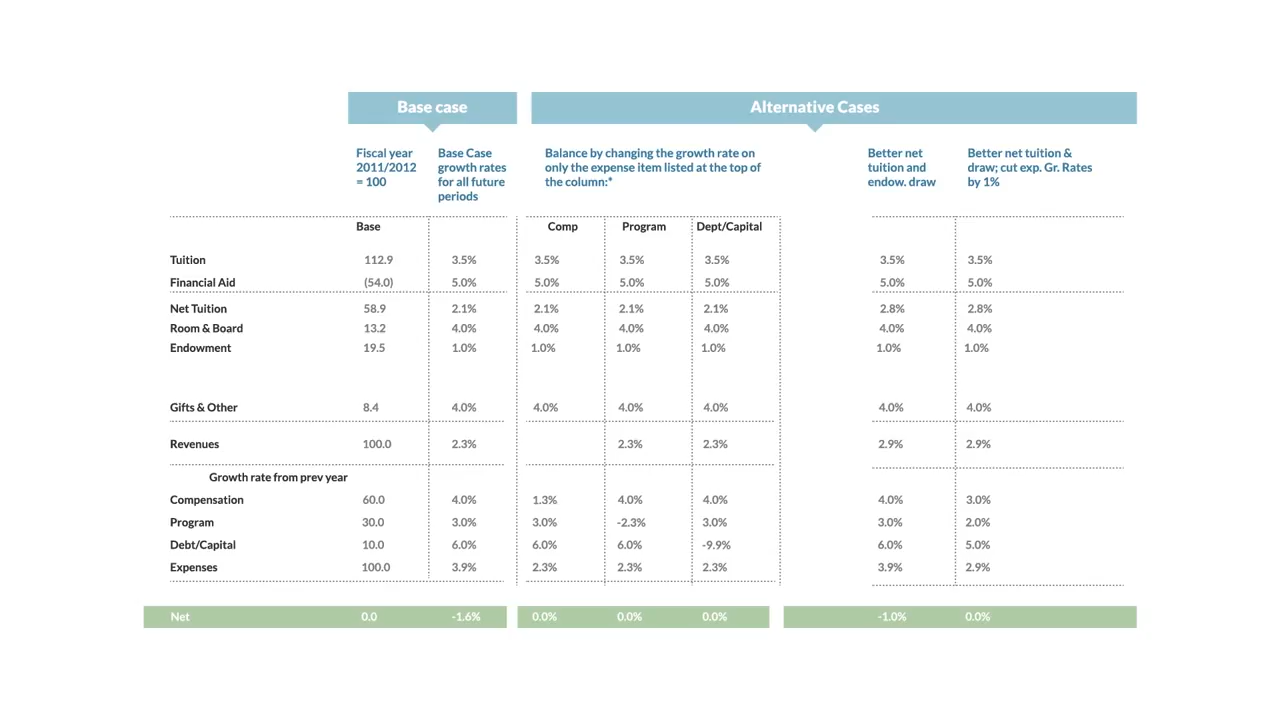 Base case Alternative Cases
Fiscal year Base Case Balance by changing the growth rate on Better net Better net tuition &
2011/2012 growth rates only the expense item listed at the top of tuition and draw; cut exp. Gr. Rates
= 100 for all future the column:* endow. draw by 1%
periods
Base Comp Program Dept/Capital
Tuition 112.9 3.5% 3.5% 3.5% 3.5% 3.5% 3.5%
Financial Aid (54.0) 5.0% 5.0% 5.0% 5.0% 5.0% 5.0%
Net Tuition 58.9 2.1% 2.1% 2.1% 2.1% 2.8% 2.8%
Room & Board 13.2 4.0% 4.0% 4.0% 4.0% 4.0% 4.0%
Endowment 19.5 1.0% 1.0% 1.0% 1.0% 1.0% 1.0%
Gifts & Other 8.4 4.0% 4.0% 4.0% 4.0% 4.0% 4.0%
Revenues 100.0 2.3% 2.3% 2.3% 2.9% 2.9%
Growth rate from prev year
Compensation 60.0 4.0% 1.3% 4.0% 4.0% 4.0% 3.0%
Program 30.0 3.0% 3.0% -2.3% 3.0% 3.0% 2.0%
Debt/Capital 10.0 6.0% 6.0% 6.0% -9.9% 6.0% 5.0%
Expenses 100.0 3.9% 2.3% 2.3% 2.3% 3.9% 2.9%
Net 0.0 -1.6% 0.0% 0.0% 0.0% -1.0% 0.0%